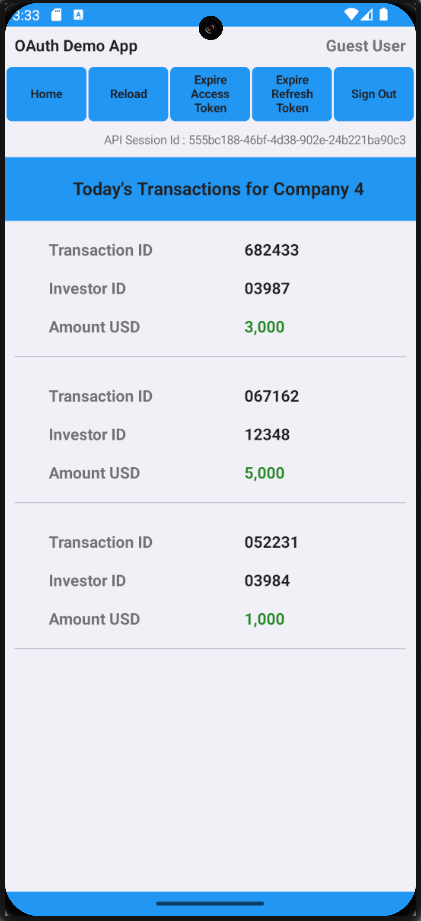 3:33
OAuth Demo App Guest User
Home Reload Expire Access Token Expire Refresh Token Sign Out
API Session Id : 555bc188-46bf-4d38-902e-24b221ba90c3
Today's Transactions for Company 4
Transaction ID 682433
Investor ID 03987
Amount USD 3,000
Transaction ID 067162
Investor ID 12348
Amount USD 5,000
Transaction ID 052231
Investor ID 03984
Amount USD 1,000